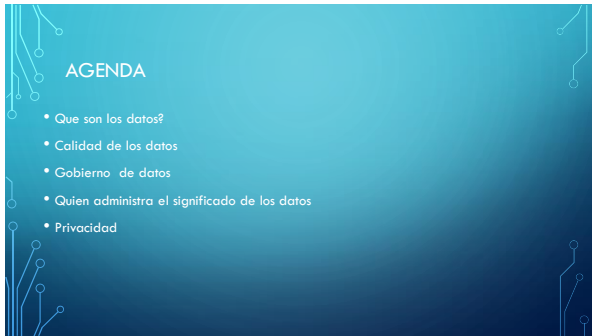 AGENDA
• Que son los datos?
• Calidad de los datos
• Gobierno  de datos
• Quien administra el significado de los datos
• Privacidad